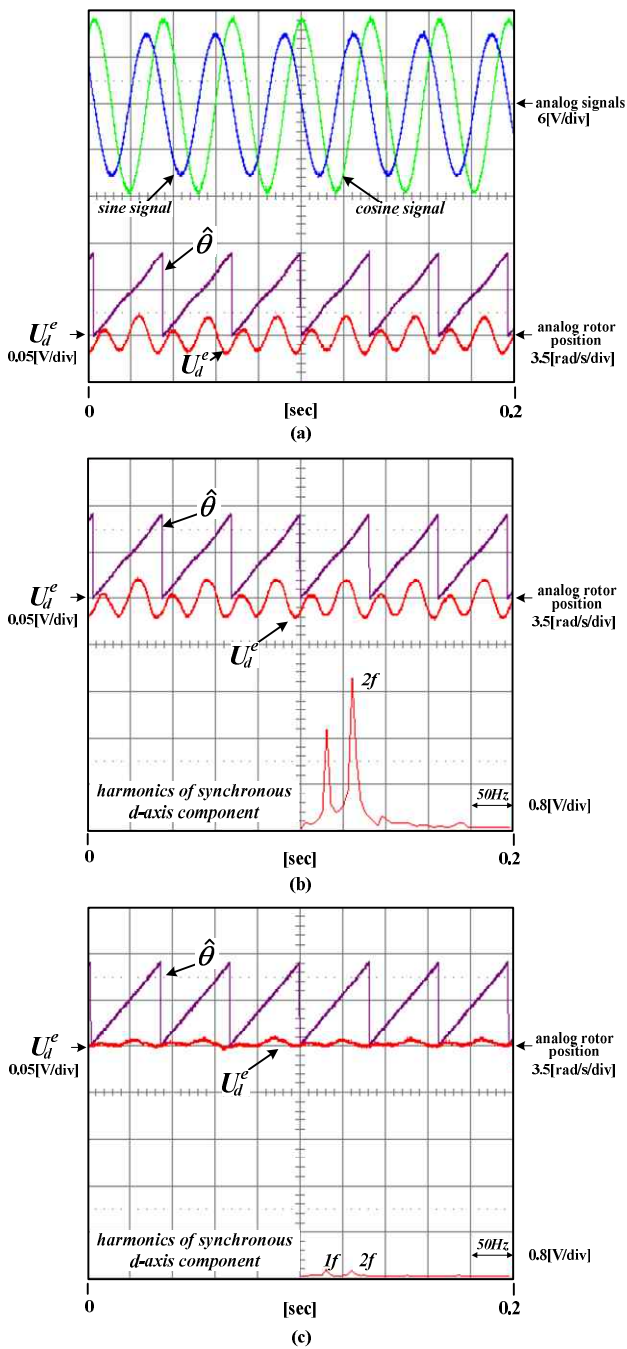 analog signals
6[V/div]
sine signal
cosine signal
θ̂
U_d^e
0.05[V/div]
U_d^e
analog rotor
position
3.5[rad/s/div]
0
[sec]
0.2
(a)
θ̂
U_d^e
0.05[V/div]
U_d^e
analog rotor
position
3.5[rad/s/div]
2f
harmonics of synchronous
d-axis component
50Hz
0.8[V/div]
0
[sec]
0.2
(b)
θ̂
U_d^e
0.05[V/div]
U_d^e
analog rotor
position
3.5[rad/s/div]
harmonics of synchronous
d-axis component
1f
2f
50Hz
0.8[V/div]
0
[sec]
0.2
(c)